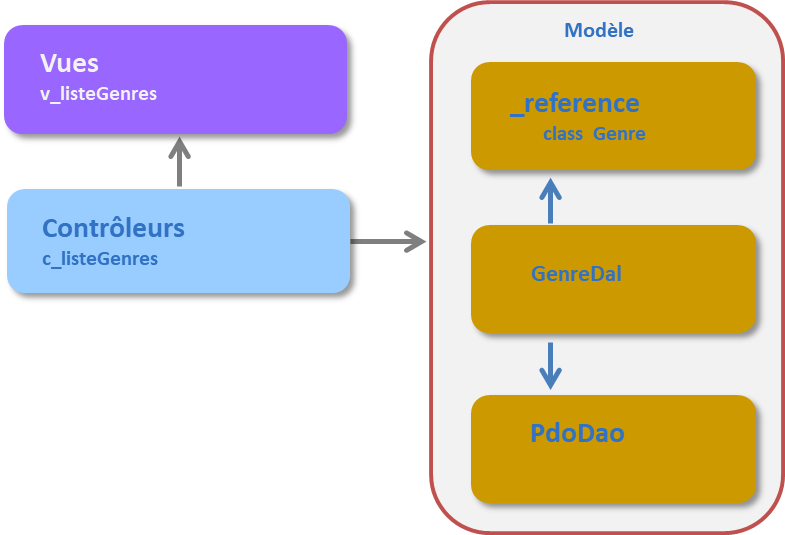 Vues
v_listeGenres
Contrôleurs
c_listeGenres
Modèle
_reference
class Genre
GenreDal
PdoDao